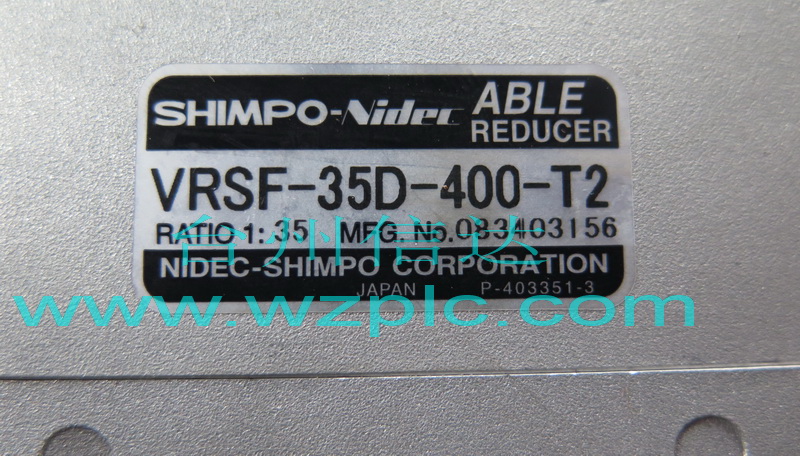 SHIMPO-Nidec ABLE
REDUCER
VRSF-35D-400-T2
RATIO-1: 35 MFG. No. 083403156
台州信达
NIDEC-SHIMPO CORPORATION
JAPAN P-403351-3
www.wzplc.com